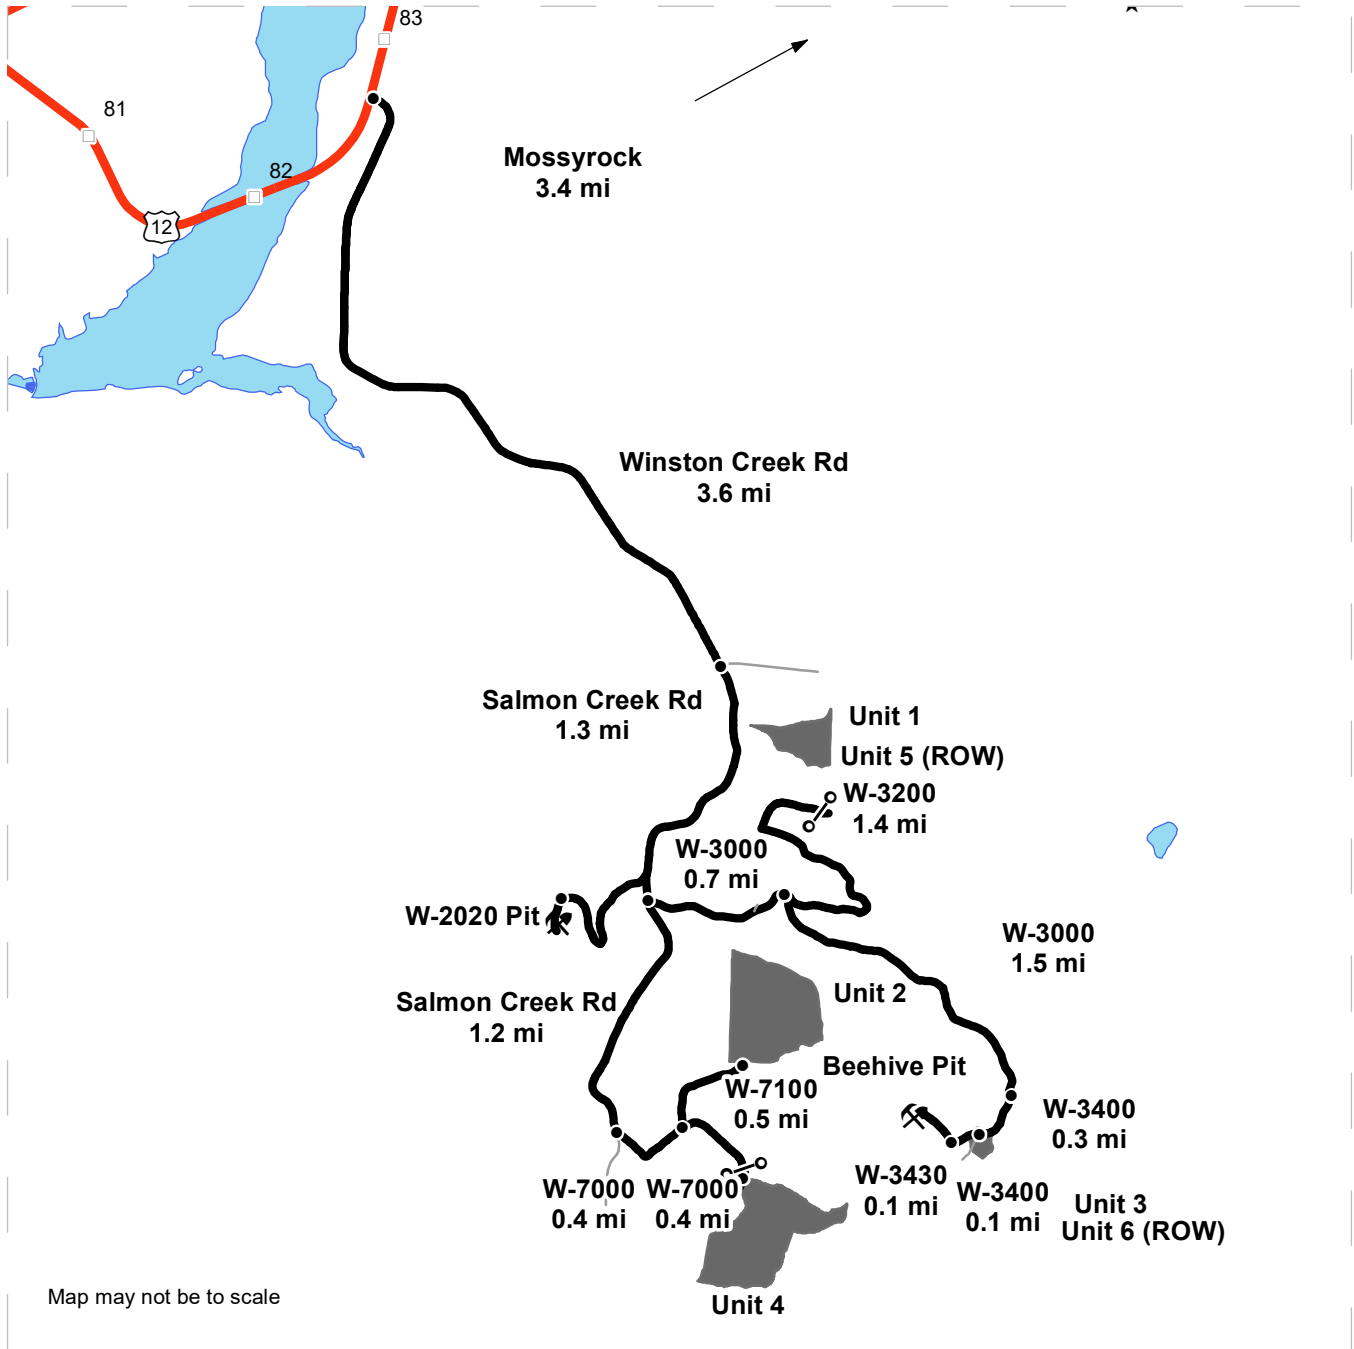 83
81
82
12
Mossyrock
3.4 mi
Winston Creek Rd
3.6 mi
Salmon Creek Rd
1.3 mi
Unit 1
Unit 5 (ROW)
W-3200
1.4 mi
W-3000
0.7 mi
W-2020 Pit
W-3000
1.5 mi
Salmon Creek Rd
1.2 mi
Unit 2
Beehive Pit
W-7100
0.5 mi
W-3400
0.3 mi
W-7000
0.4 mi
W-7000
0.4 mi
W-3430
0.1 mi
W-3400
0.1 mi
Unit 3
Unit 6 (ROW)
Unit 4
Map may not be to scale